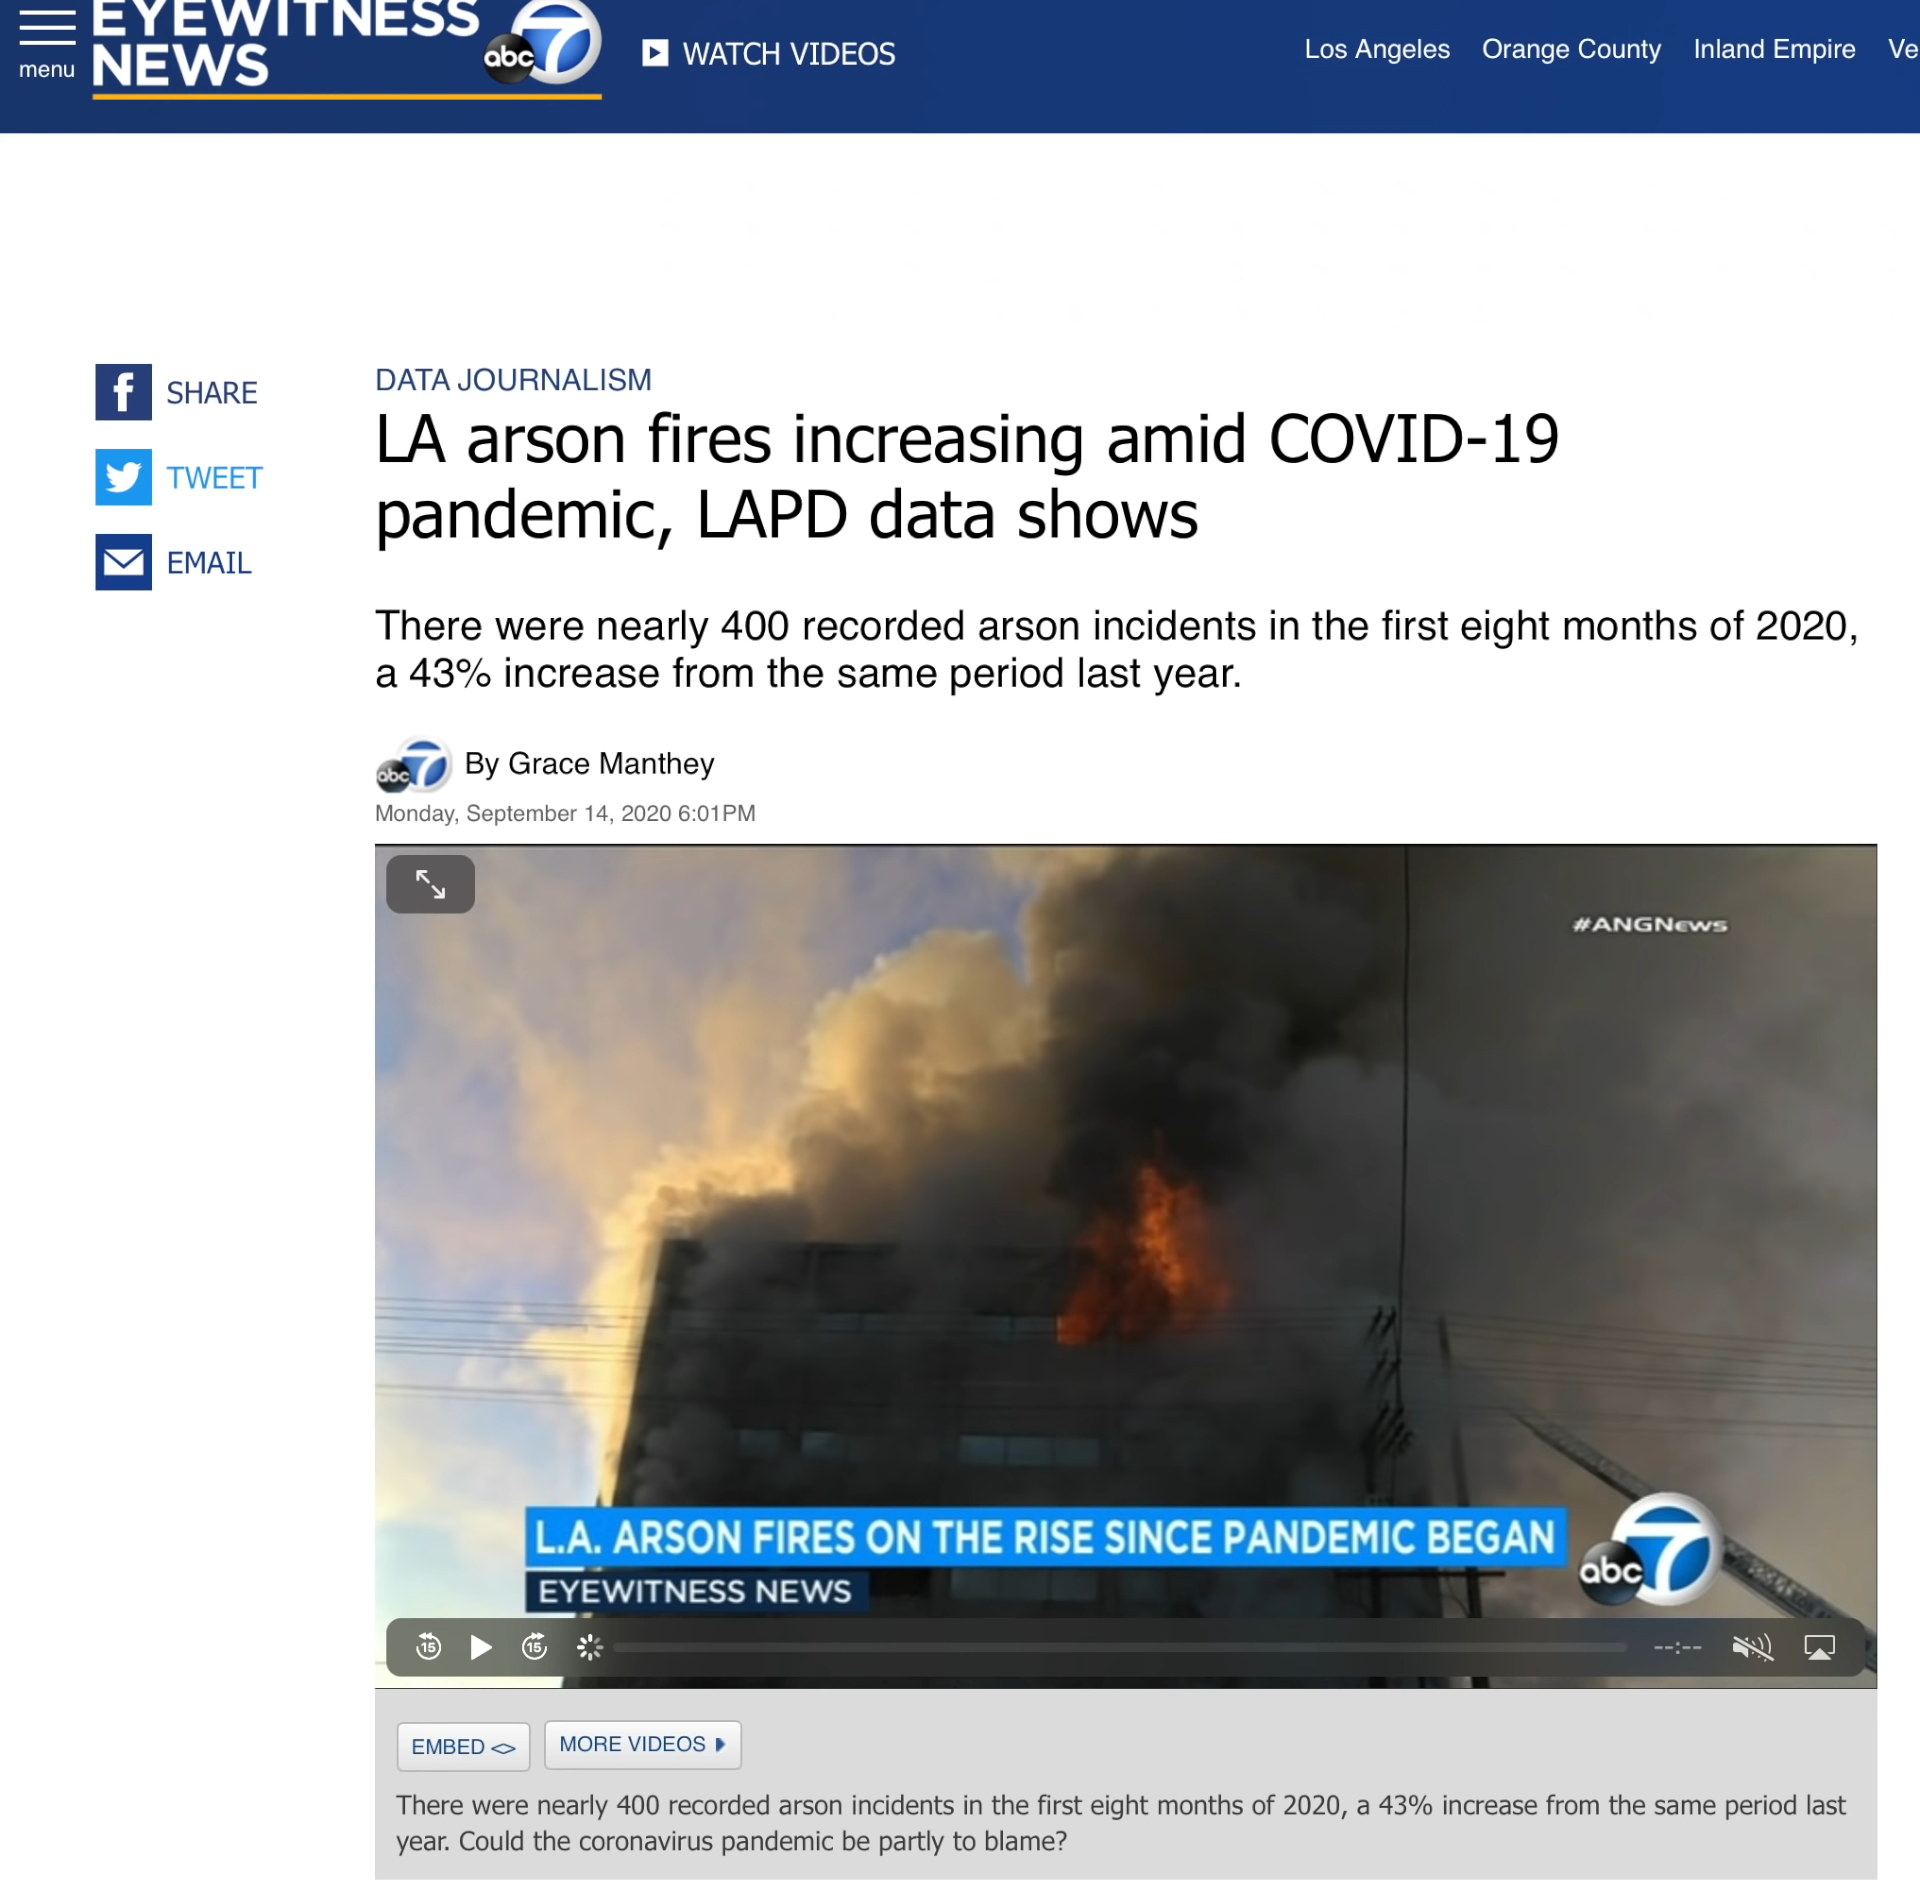 EYEWITNESS
NEWS
abc 7
menu
WATCH VIDEOS
Los Angeles Orange County Inland Empire Ve
SHARE
TWEET
EMAIL
DATA JOURNALISM
LA arson fires increasing amid COVID-19
pandemic, LAPD data shows
There were nearly 400 recorded arson incidents in the first eight months of 2020,
a 43% increase from the same period last year.
abc 7 By Grace Manthey
Monday, September 14, 2020 6:01PM
#ANGNews
L.A. ARSON FIRES ON THE RISE SINCE PANDEMIC BEGAN
EYEWITNESS NEWS
abc 7
15 15 --:--
EMBED <> MORE VIDEOS
There were nearly 400 recorded arson incidents in the first eight months of 2020, a 43% increase from the same period last
year. Could the coronavirus pandemic be partly to blame?